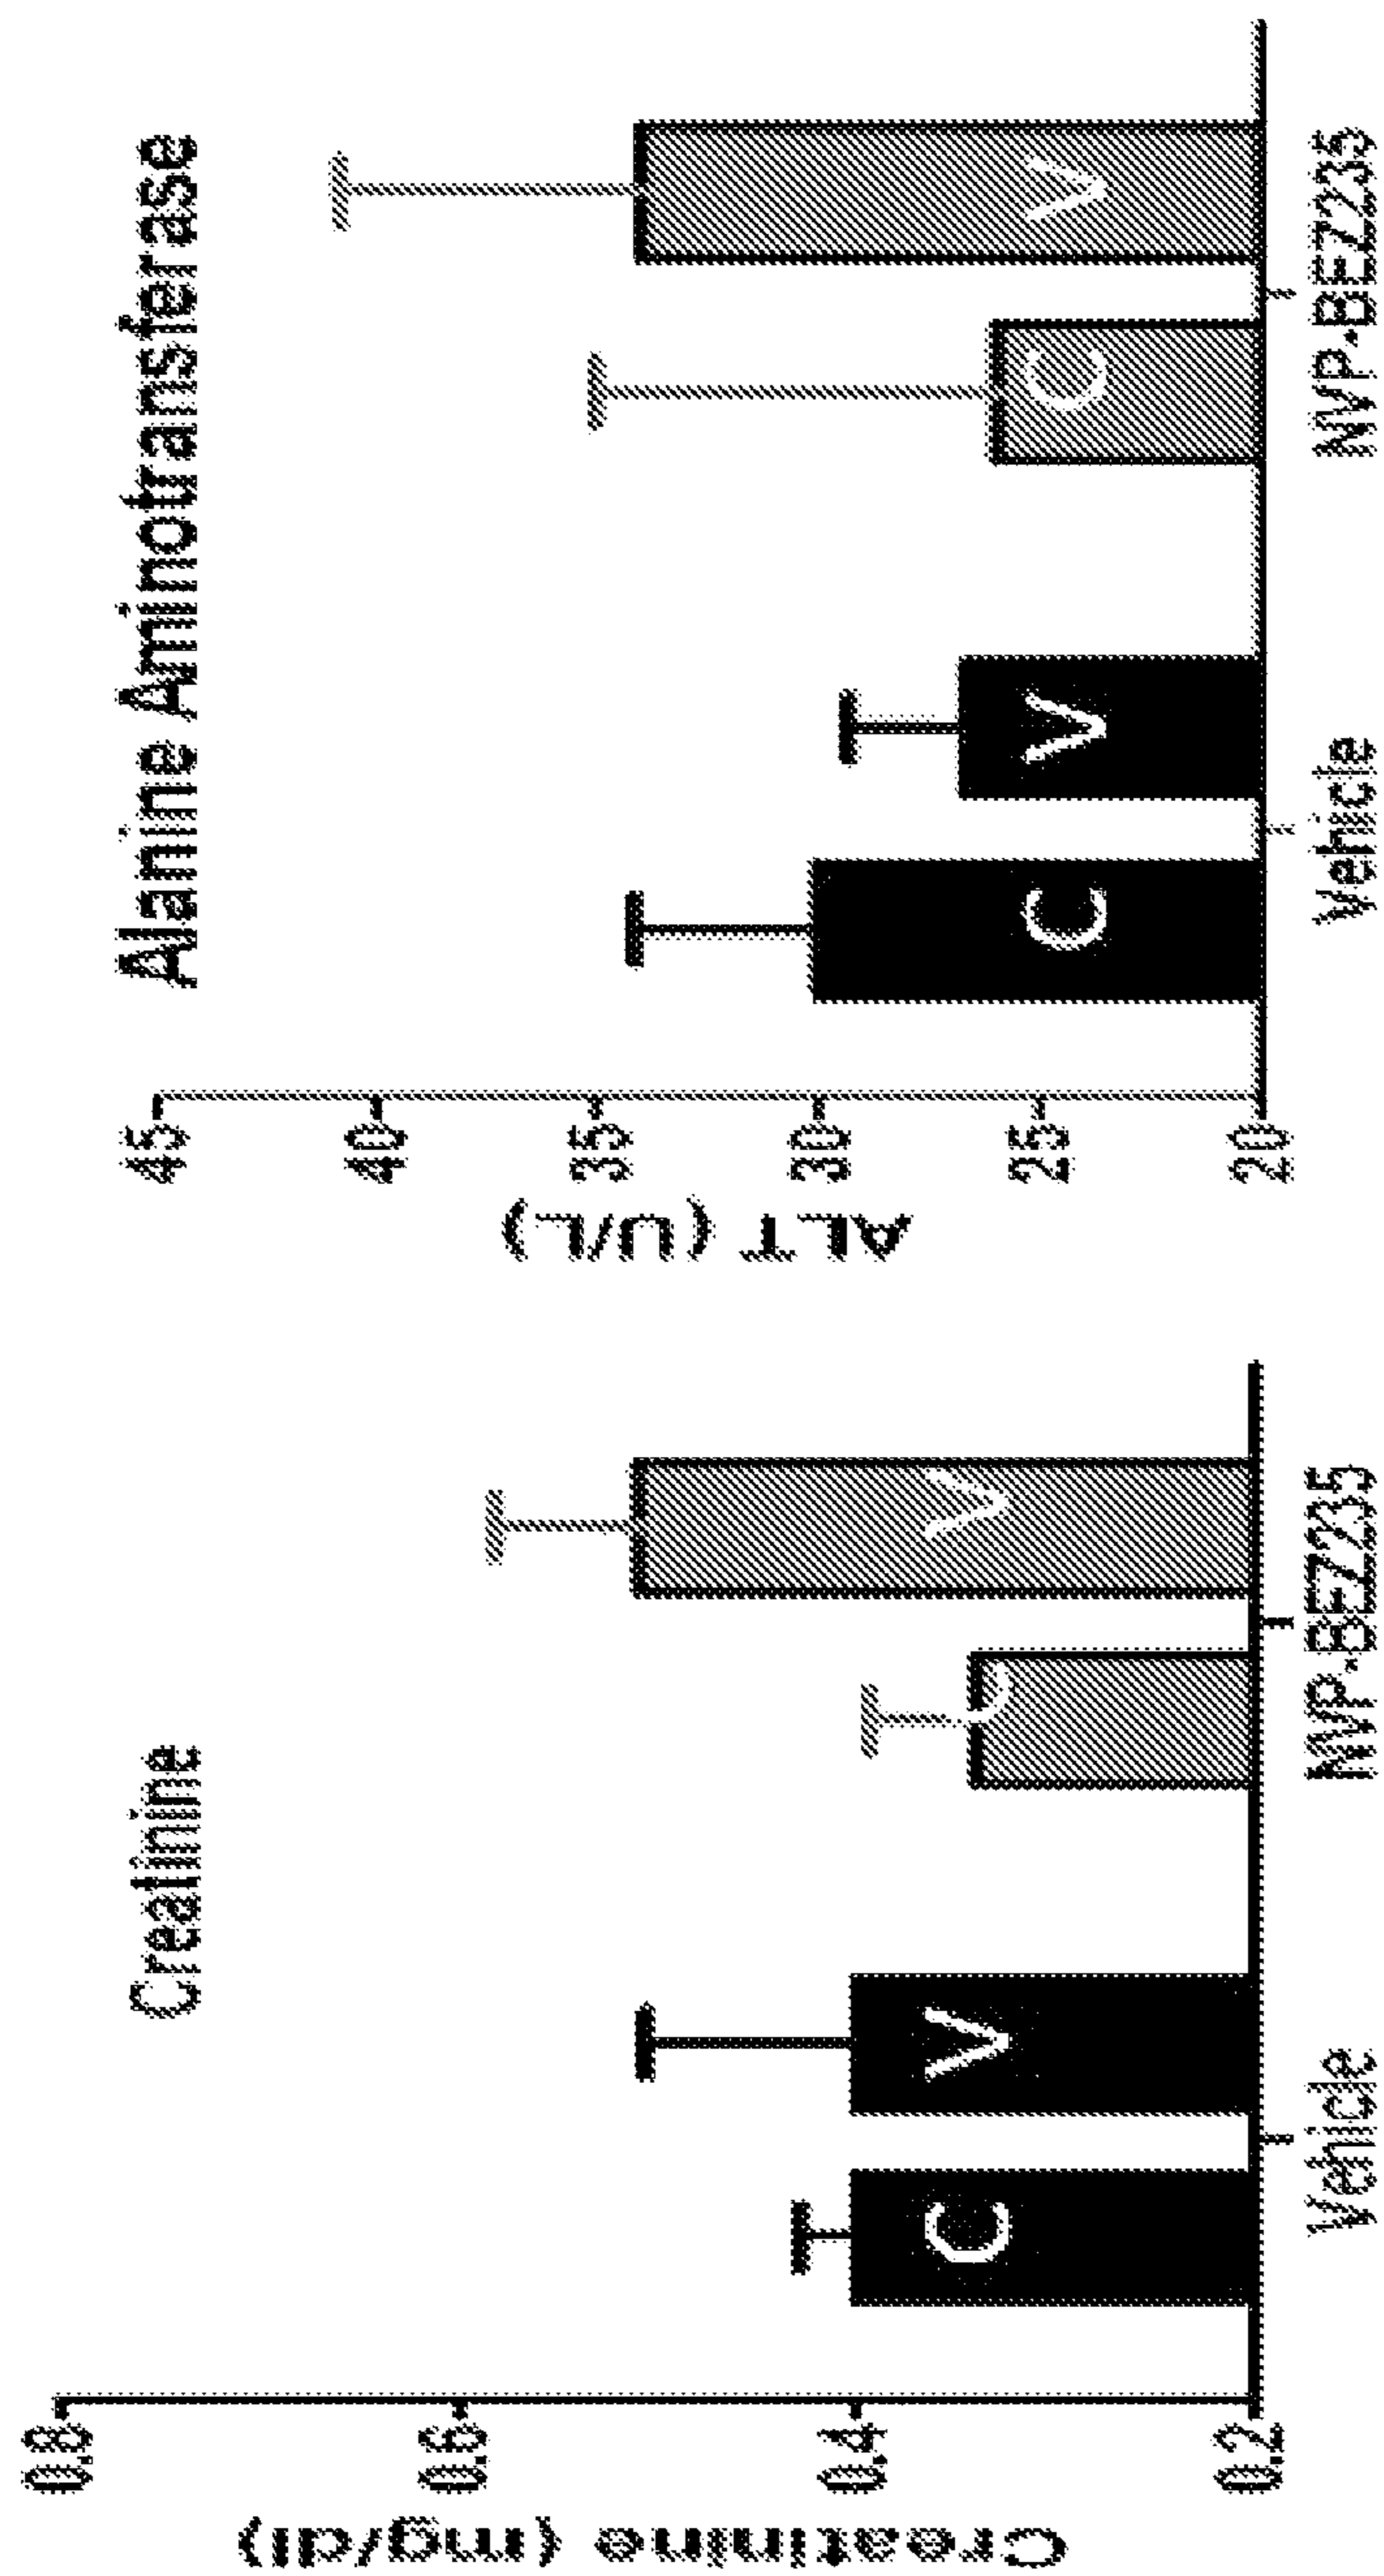 Creatinine
Creatinine (mg/dl)
0.8
0.6
0.4
0.2
C
V
C
V
Vehicle
NVP-BEZ235
Alanine Aminotransferase
ALT (U/L)
45
40
35
30
25
20
C
V
C
V
Vehicle
NVP-BEZ235